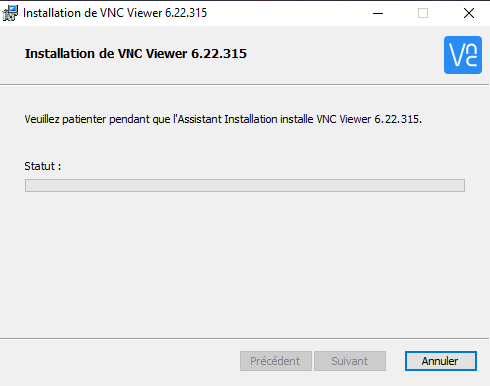 Installation de VNC Viewer 6.22.315
Installation de VNC Viewer 6.22.315
VNC
Veuillez patienter pendant que l'Assistant Installation installe VNC Viewer 6.22.315.
Statut :
Précédent Suivant Annuler